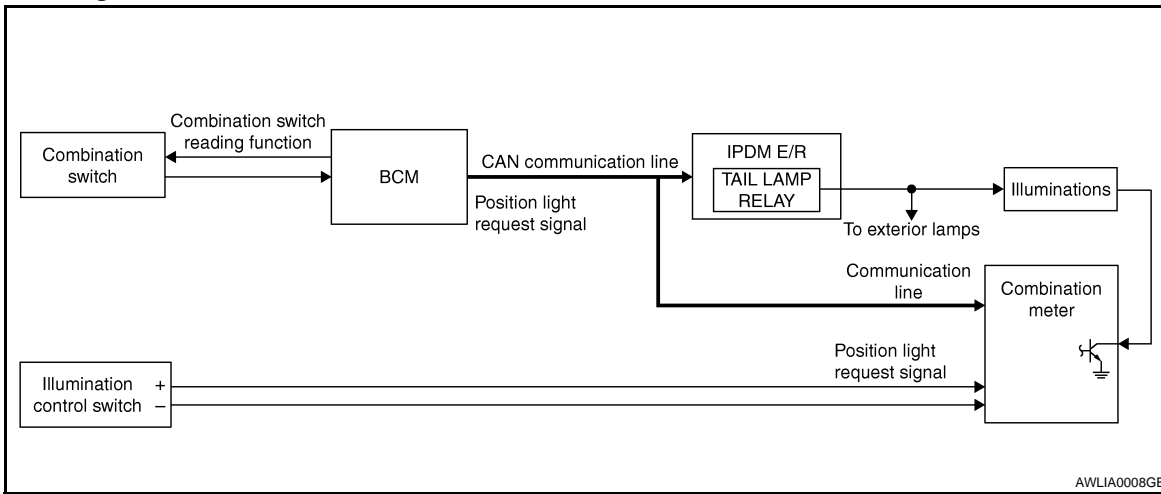 Combination switch
reading function
Combination
switch
BCM
CAN communication line
Position light
request signal
IPDM E/R
TAIL LAMP
RELAY
Illuminations
To exterior lamps
Communication
line
Combination
meter
Position light
request signal
Illumination +
control switch –
AWLIA0008GB